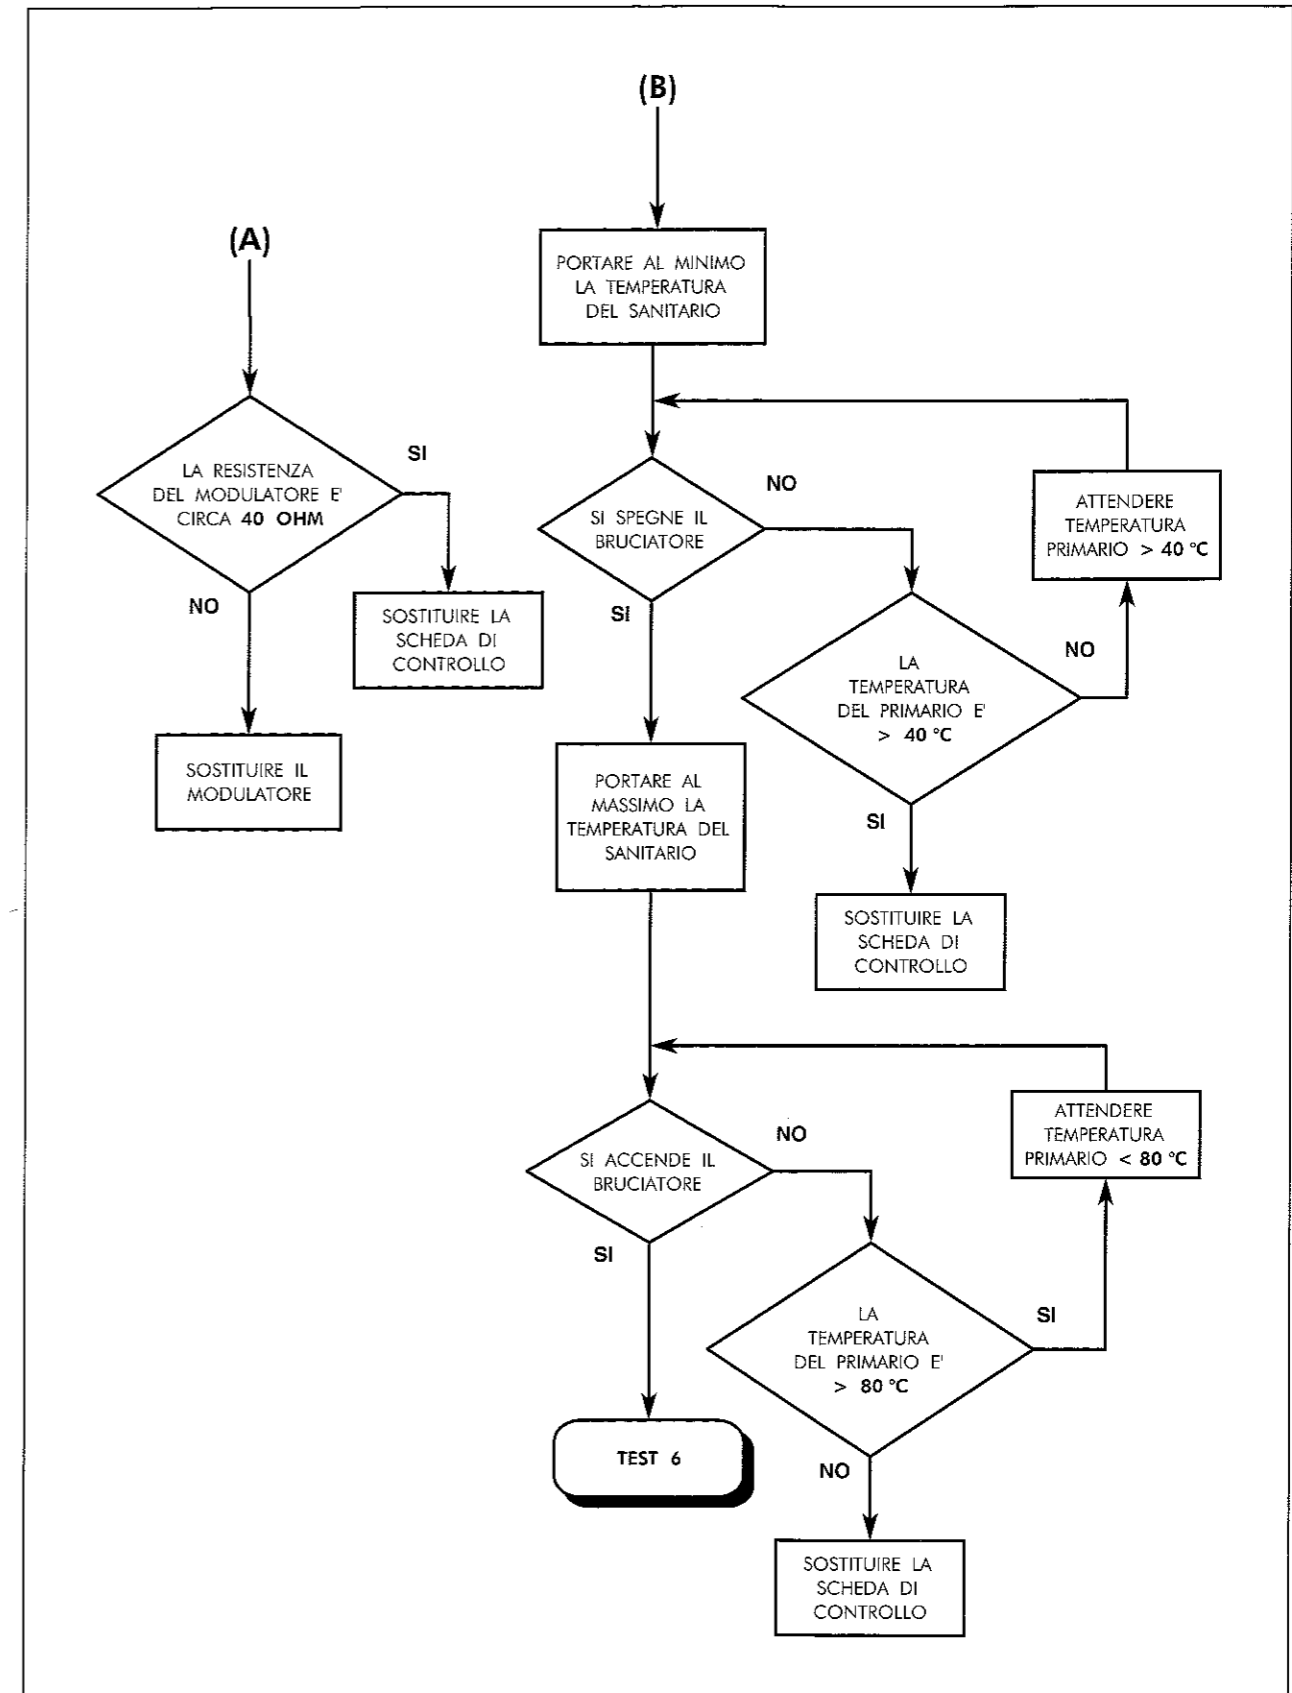 (B)
(A)
PORTARE AL MINIMO
LA TEMPERATURA
DEL SANITARIO
LA RESISTENZA
DEL MODULATORE E'
CIRCA 40 OHM
SI
NO
SOSTITUIRE LA
SCHEDA DI
CONTROLLO
SOSTITUIRE IL
MODULATORE
SI SPEGNE IL
BRUCIATORE
NO
SI
ATTENDERE
TEMPERATURA
PRIMARIO > 40 °C
LA
TEMPERATURA
DEL PRIMARIO E'
> 40 °C
NO
SI
PORTARE AL
MASSIMO LA
TEMPERATURA DEL
SANITARIO
SOSTITUIRE LA
SCHEDA DI
CONTROLLO
SI ACCENDE IL
BRUCIATORE
NO
SI
ATTENDERE
TEMPERATURA
PRIMARIO < 80 °C
LA
TEMPERATURA
DEL PRIMARIO E'
> 80 °C
SI
NO
TEST 6
SOSTITUIRE LA
SCHEDA DI
CONTROLLO